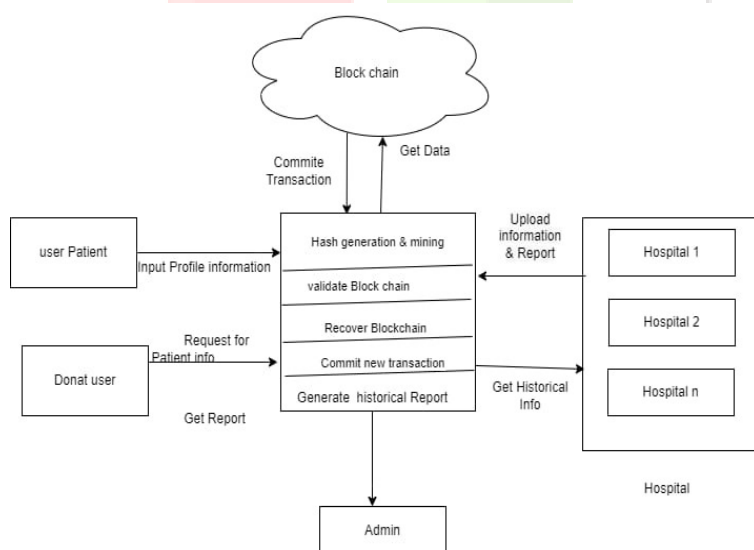 Block chain
Commite
Transaction
Get Data
user Patient
Input Profile information
Hash generation & mining
validate Block chain
Recover Blockchain
Commit new transaction
Generate historical Report
Upload
information
& Report
Hospital 1
Hospital 2
Hospital n
Request for
Patient info
Donat user
Get Report
Get Historical
Info
Hospital
Admin